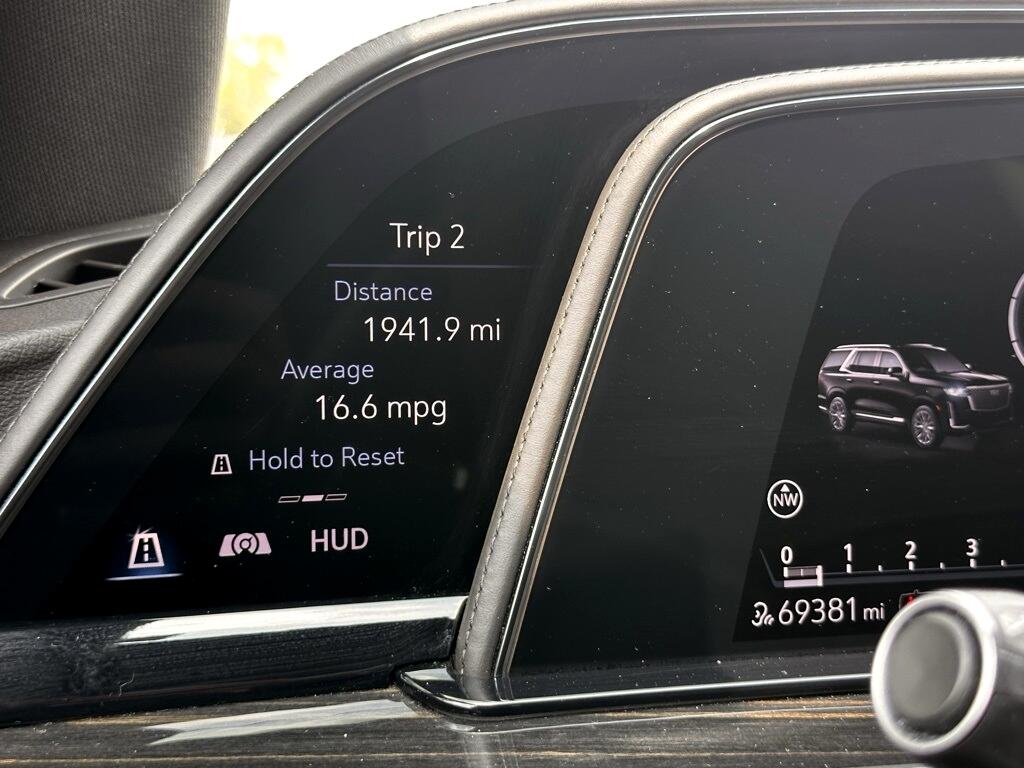 Trip 2
Distance
1941.9 mi
Average
16.6 mpg
Hold to Reset
HUD
NW
0 1 2 3
69381 mi